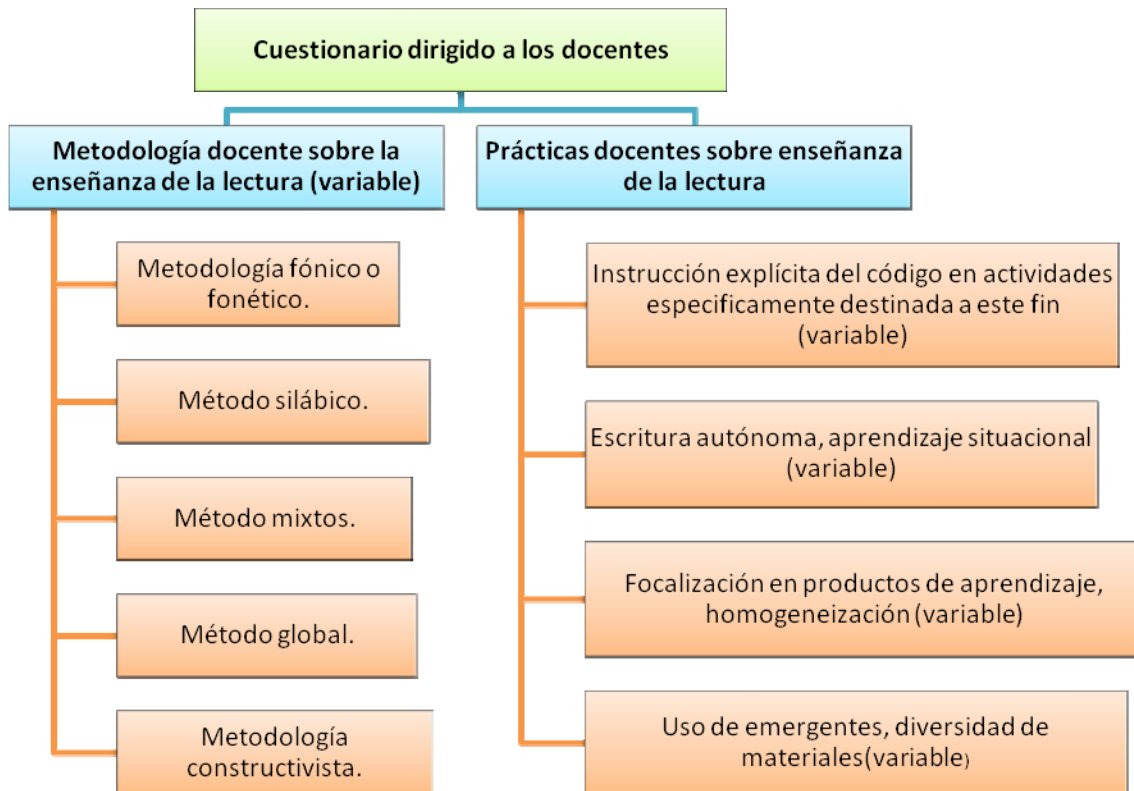 Cuestionario dirigido a los docentes
Metodología docente sobre la
enseñanza de la lectura (variable)
Metodología fónico o
fonético.
Método silábico.
Método mixtos.
Método global.
Metodología
constructivista.
Prácticas docentes sobre enseñanza
de la lectura
Instrucción explícita del código en actividades
especificamente destinada a este fin
(variable)
Escritura autónoma, aprendizaje situacional
(variable)
Focalización en productos de aprendizaje,
homogeneización (variable)
Uso de emergentes, diversidad de
materiales(variable)